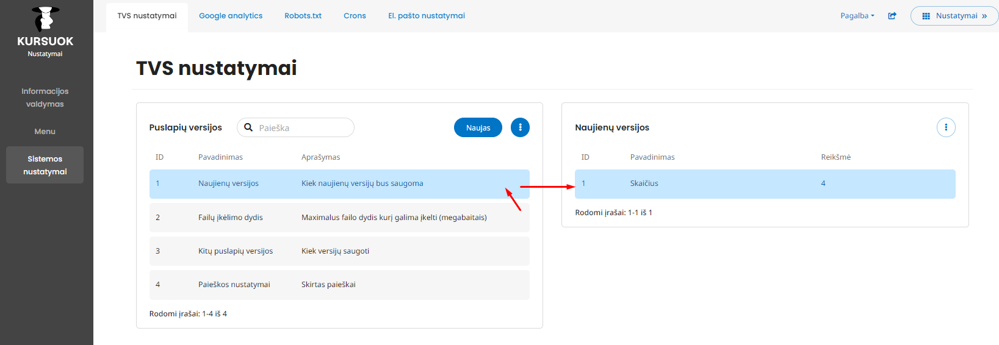 KURSUOK
Nustatymai
Informacijos
valdymas
Menu
Sistemos
nustatymai
TVS nustatymai Google analytics Robots.txt Crons El. pašto nustatymai Pagalba Nustatymai »
TVS nustatymai
Puslapių versijos Paieška Naujas
ID Pavadinimas Aprašymas
1 Naujienų versijos Kiek naujienų versijų bus saugoma
2 Failų įkėlimo dydis Maximalus failo dydis kurį galima įkelti (megabaitais)
3 Kitų puslapių versijos Kiek versijų saugoti
4 Paieškos nustatymai Skirtas paieškai
Rodomi įrašai: 1-4 iš 4
Naujienų versijos
ID Pavadinimas Reikšmė
1 Skaičius 4
Rodomi įrašai: 1-1 iš 1